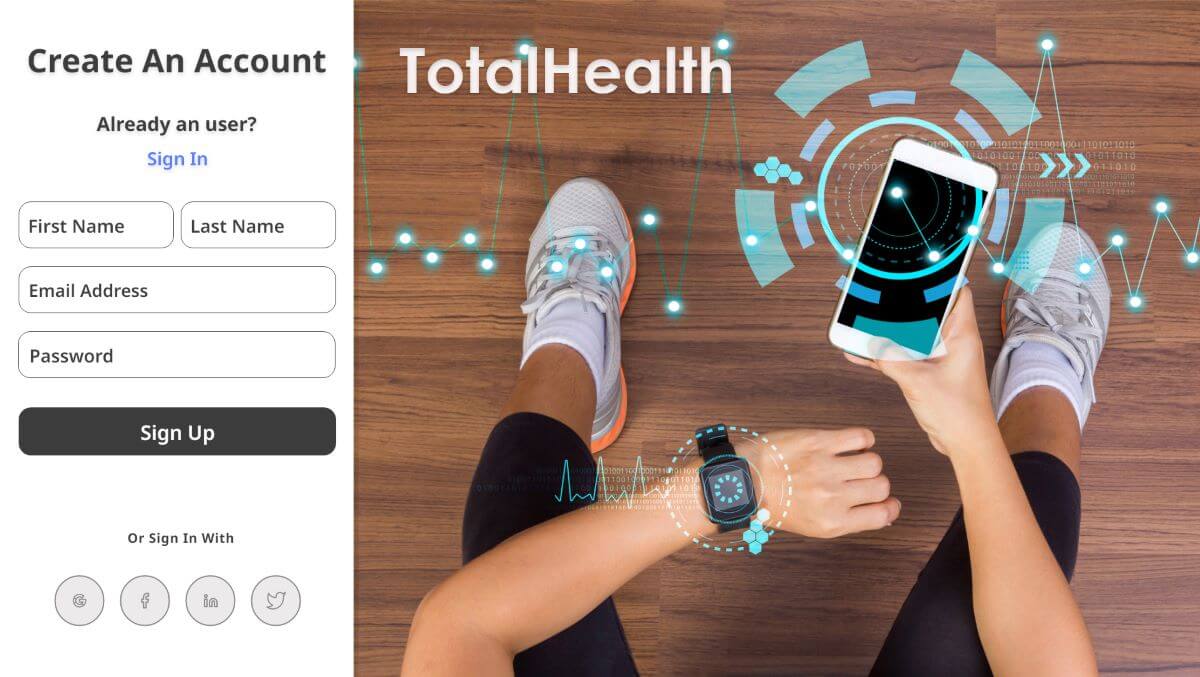 Create An Account
Already an user?
Sign In
First Name
Last Name
Email Address
Password
Sign Up
Or Sign In With
TotalHealth